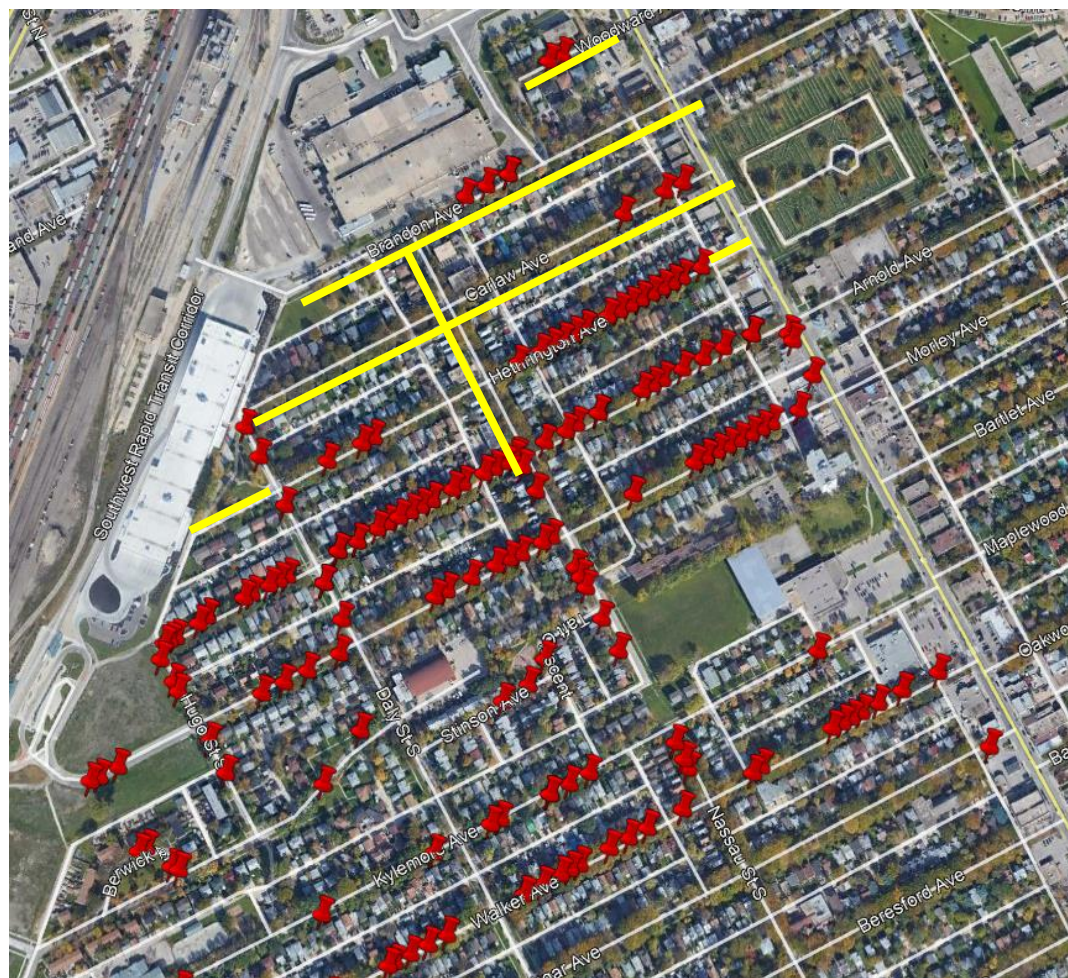 Woodward
Brandon Ave
Carlaw Ave
Arnold Ave
Hethrington Ave
Morley Ave
Bartlet Ave
Southwest Rapid Transit Corridor
Maplewood
Oakwo
Hugo St S
Daly St S
Stinson Ave
Berwick
Kylemore Ave
Nassau St S
Walker Ave
Beresford Ave